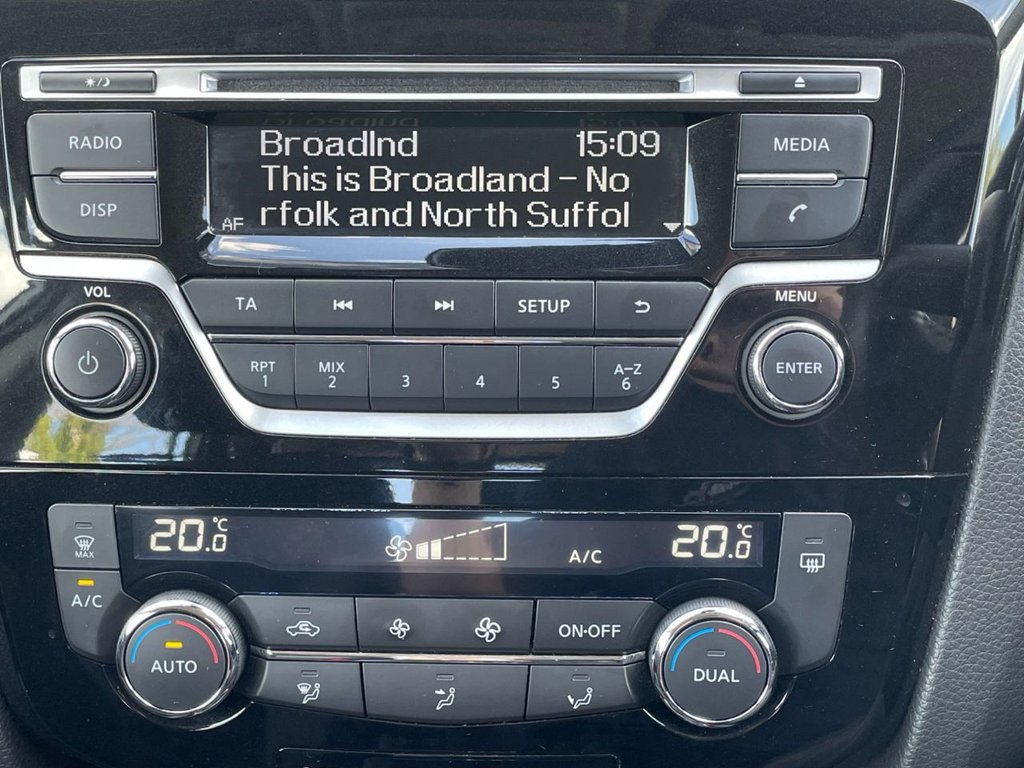 RADIO
DISP
BroadInd 15:09
This is Broadland - No
rfolk and North Suffol
AF
MEDIA
VOL
TA
SETUP
MENU
RPT 1
MIX 2
3
4
5
A-Z 6
ENTER
MAX
20.0 °C
A/C
20.0 °C
A/C
AUTO
ON·OFF
DUAL